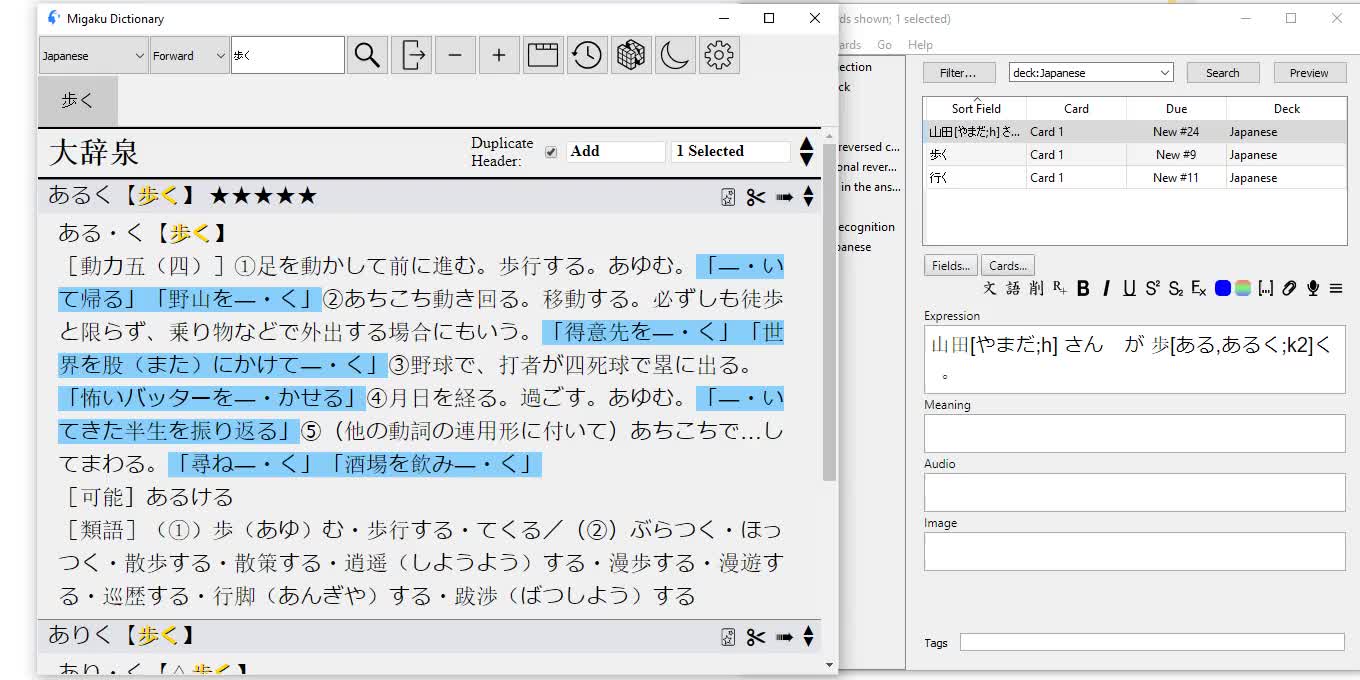 Migaku Dictionary
Japanese
Forward
歩く
歩く
大辞泉
Duplicate Header:
Add
1 Selected
あるく【歩く】★★★★★
ある・く【歩く】
［動カ五（四）］①足を動かして前に進む。歩行する。あゆむ。「―・い
て帰る」「野山を―・く」②あちこち動き回る。移動する。必ずしも徒歩
と限らず、乗り物などで外出する場合にもいう。「得意先を―・く」「世
界を股（また）にかけて―・く」③野球で、打者が四死球で塁に出る。
「怖いバッターを―・かせる」④月日を経る。過ごす。あゆむ。「―・い
てきた半生を振り返る」⑤（他の動詞の連用形に付いて）あちこちで…し
てまわる。「尋ね―・く」「酒場を飲み―・く」
［可能］あるける
［類語］（①）歩（あゆ）む・歩行する・てくる／（②）ぶらつく・ほっ
つく・散歩する・散策する・逍遥（しようよう）する・漫歩する・漫遊す
る・巡歴する・行脚（あんぎや）する・跋渉（ばつしよう）する
ありく【歩く】
あり・く【△歩く】
ds shown; 1 selected)
ards Go Help
ection
ck
reversed c...
onal rever...
in the ans...
ecognition
panese
Filter...
deck:Japanese
Search
Preview
Sort Field Card Due Deck
山田[やまだ;h] さ... Card 1 New #24 Japanese
歩く Card 1 New #9 Japanese
行く Card 1 New #11 Japanese
Fields...
Cards...
文 語 削 R+ B I U S² S₂ Ex [...]
Expression
山田[やまだ;h] さん　が 歩[ある,あるく;k2]く
。
Meaning
Audio
Image
Tags